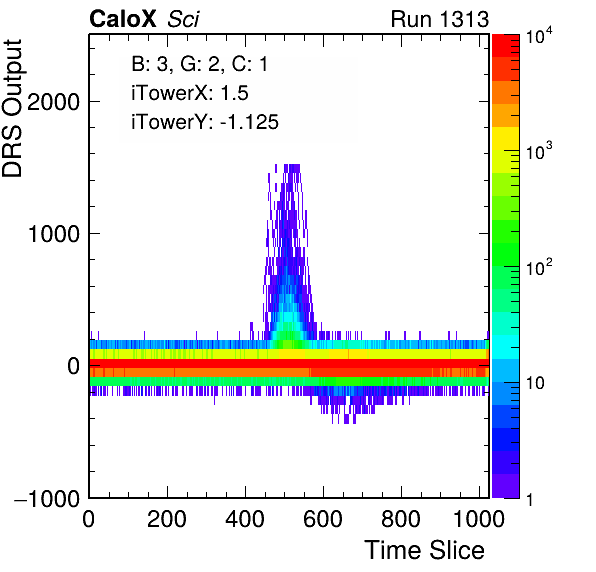 CaloX Sci Run 1313
B: 3, G: 2, C: 1
iTowerX: 1.5
iTowerY: -1.125
DRS Output
2000
1000
0
−1000
0 200 400 600 800 1000
Time Slice
10⁴
10³
10²
10
1